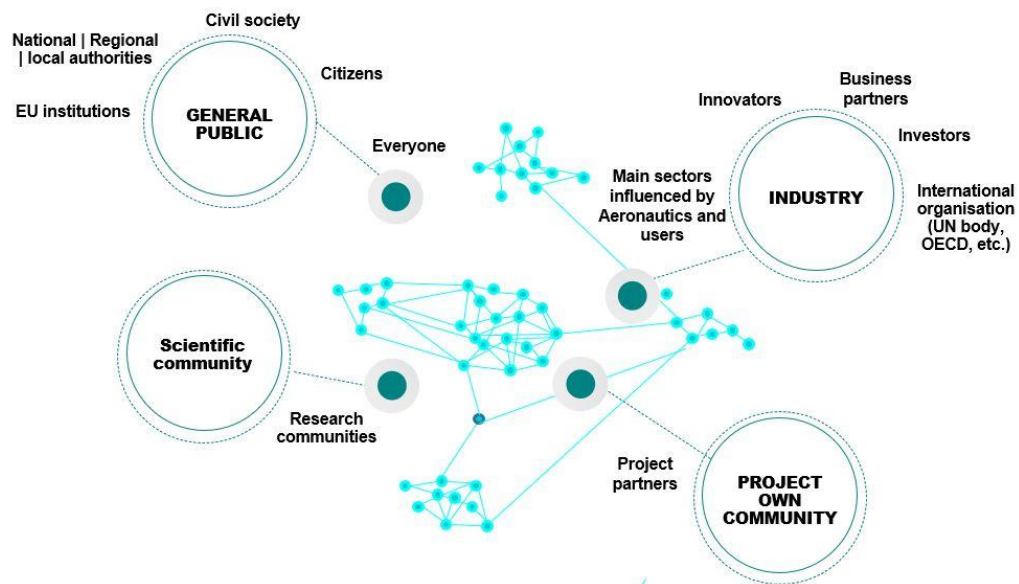 Civil society
National | Regional
| local authorities
Citizens
EU institutions
GENERAL
PUBLIC
Everyone
Innovators
Business
partners
Investors
Main sectors
influenced by
Aeronautics and
users
INDUSTRY
International
organisation
(UN body,
OECD, etc.)
Scientific
community
Research
communities
Project
partners
PROJECT
OWN
COMMUNITY